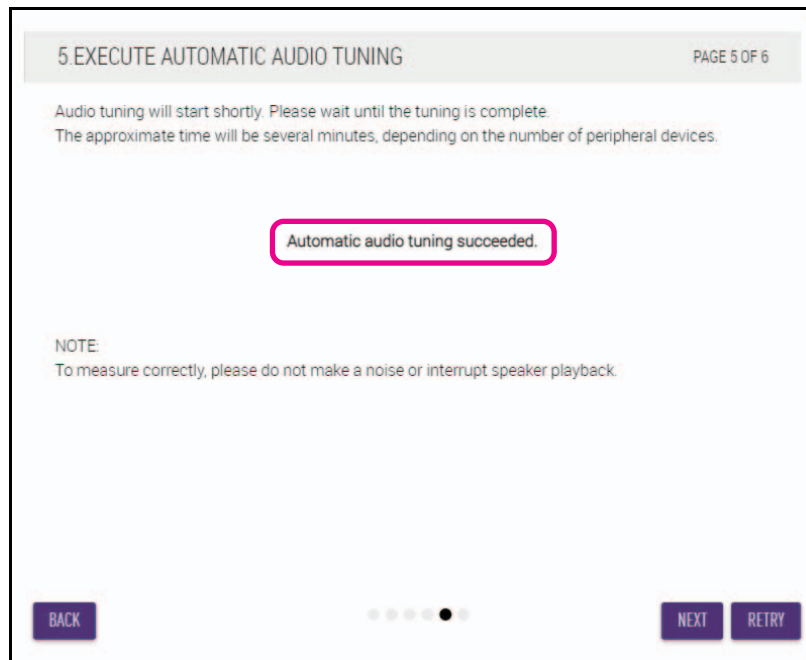 5.EXECUTE AUTOMATIC AUDIO TUNING
PAGE 5 OF 6
Audio tuning will start shortly. Please wait until the tuning is complete.
The approximate time will be several minutes, depending on the number of peripheral devices.
Automatic audio tuning succeeded.
NOTE:
To measure correctly, please do not make a noise or interrupt speaker playback.
BACK
NEXT
RETRY